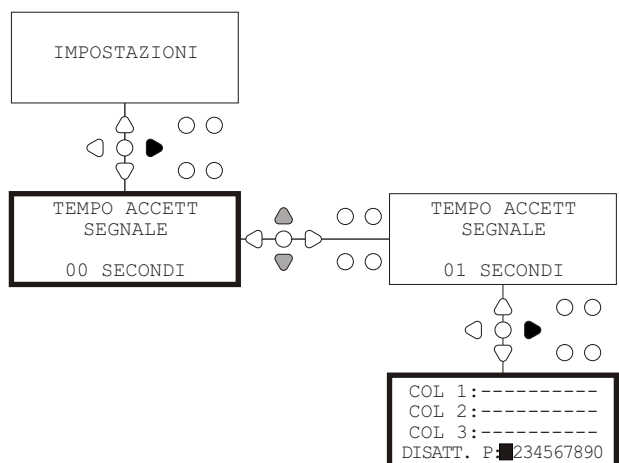 IMPOSTAZIONI
TEMPO ACCETT
SEGNALE
00 SECONDI
TEMPO ACCETT
SEGNALE
01 SECONDI
COL 1:----------
COL 2:----------
COL 3:----------
DISATT. P:█234567890